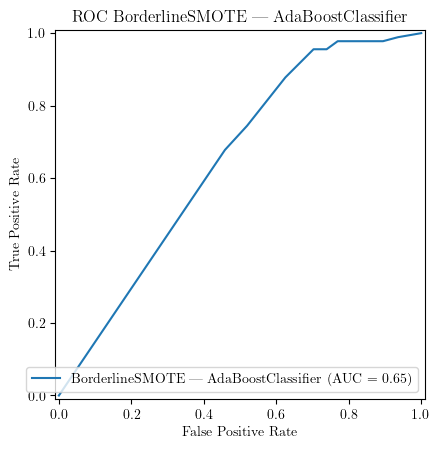 ROC BorderlineSMOTE — AdaBoostClassifier
1.0
0.8
0.6
0.4
0.2
0.0
True Positive Rate
BorderlineSMOTE — AdaBoostClassifier (AUC = 0.65)
0.0 0.2 0.4 0.6 0.8 1.0
False Positive Rate